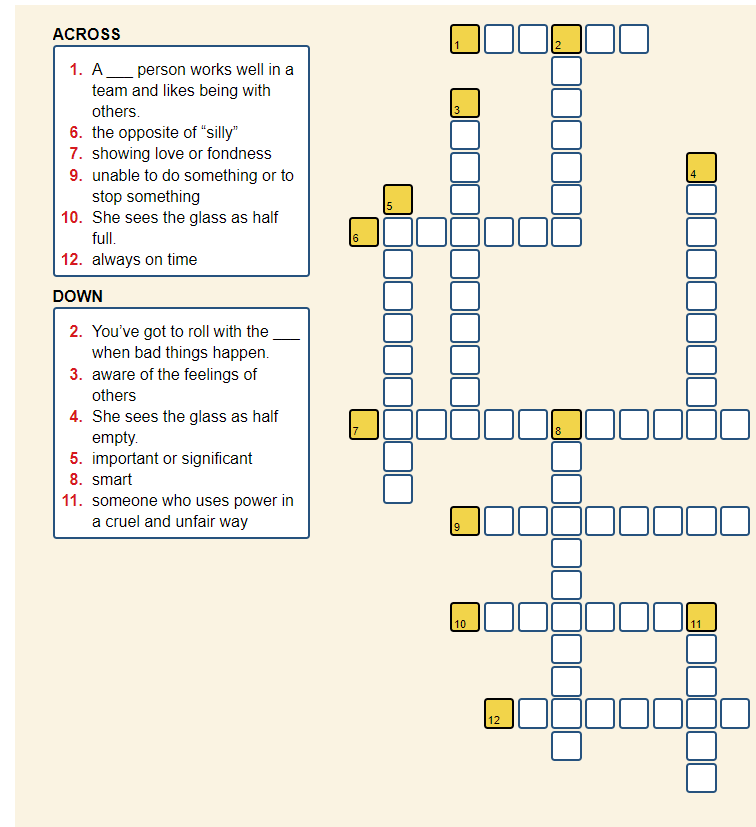 ACROSS
1. A ___ person works well in a
team and likes being with
others.
6. the opposite of “silly”
7. showing love or fondness
9. unable to do something or to
stop something
10. She sees the glass as half
full.
12. always on time
DOWN
2. You’ve got to roll with the ___
when bad things happen.
3. aware of the feelings of
others
4. She sees the glass as half
empty.
5. important or significant
8. smart
11. someone who uses power in
a cruel and unfair way
1 2
3
4
5
6
7 8
9
10 11
12